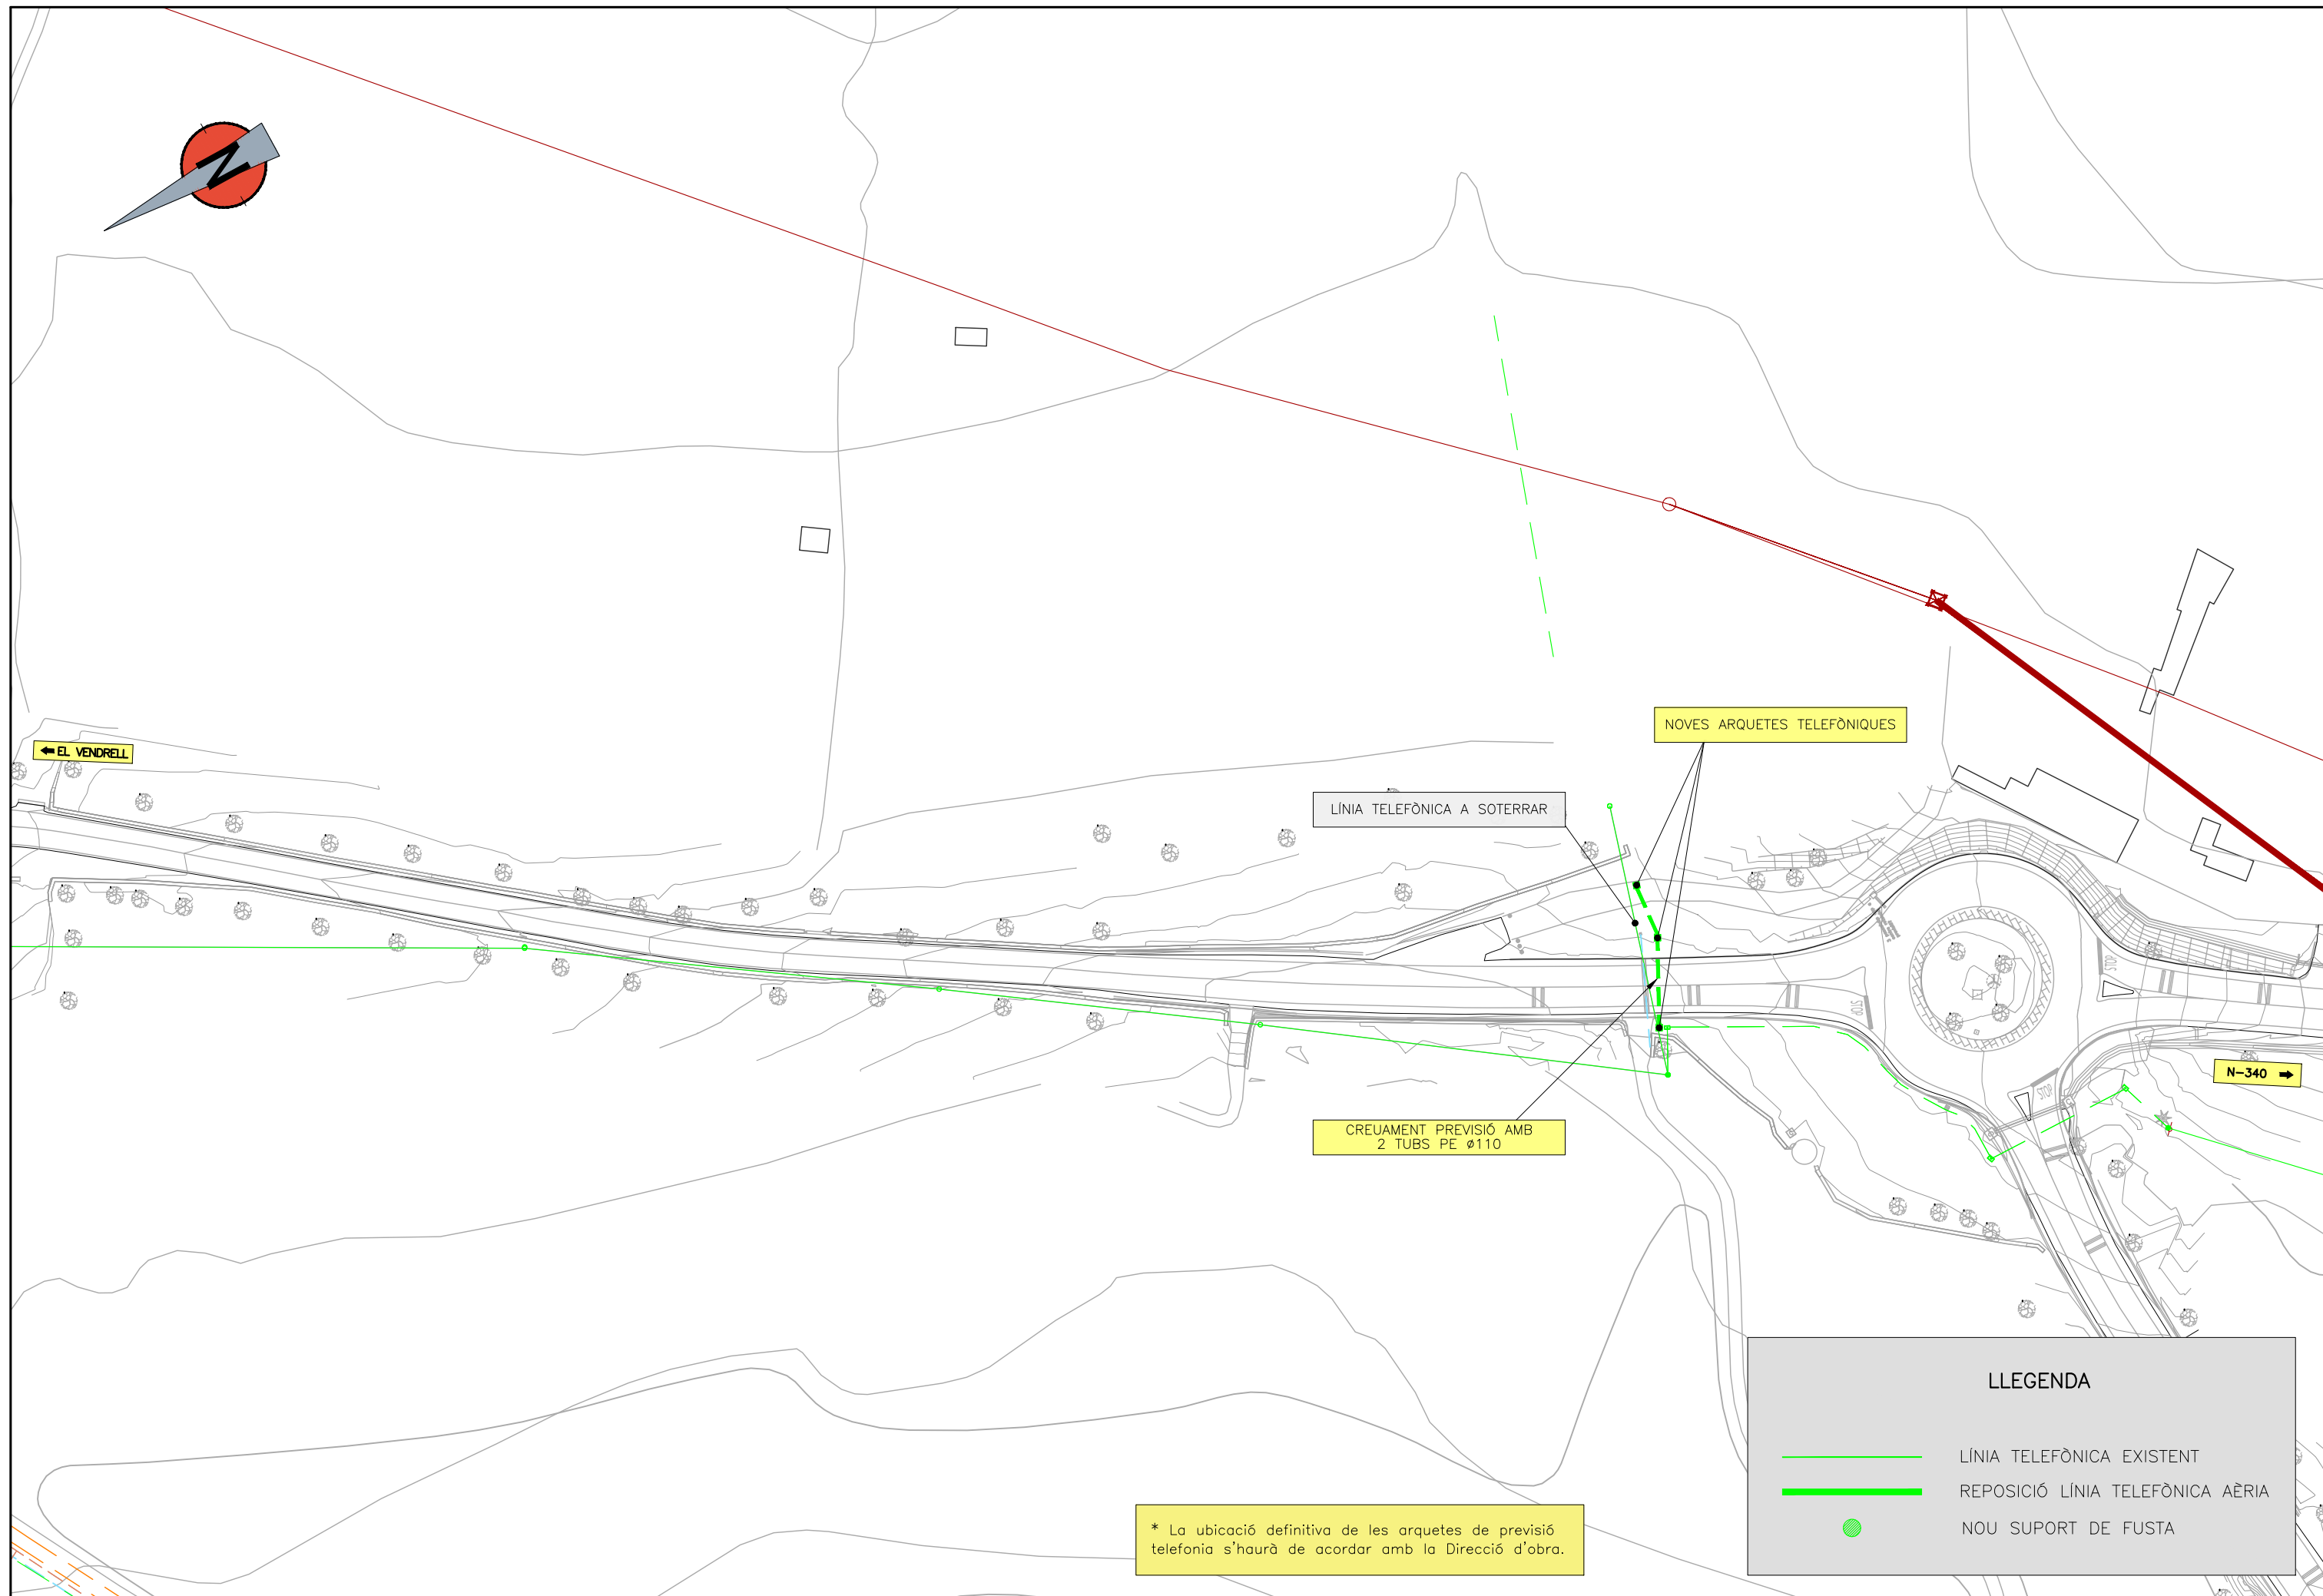 N
EL VENDRELL
NOVES ARQUETES TELEFÒNIQUES
LÍNIA TELEFÒNICA A SOTERRAR
STOP
STOP
STOP
N-340
CREUAMENT PREVISIÓ AMB
2 TUBS PE ø110
LLEGENDA
LÍNIA TELEFÒNICA EXISTENT
REPOSICIÓ LÍNIA TELEFÒNICA AÈRIA
NOU SUPORT DE FUSTA
* La ubicació definitiva de les arquetes de previsió
telefonia s'haurà de acordar amb la Direcció d'obra.